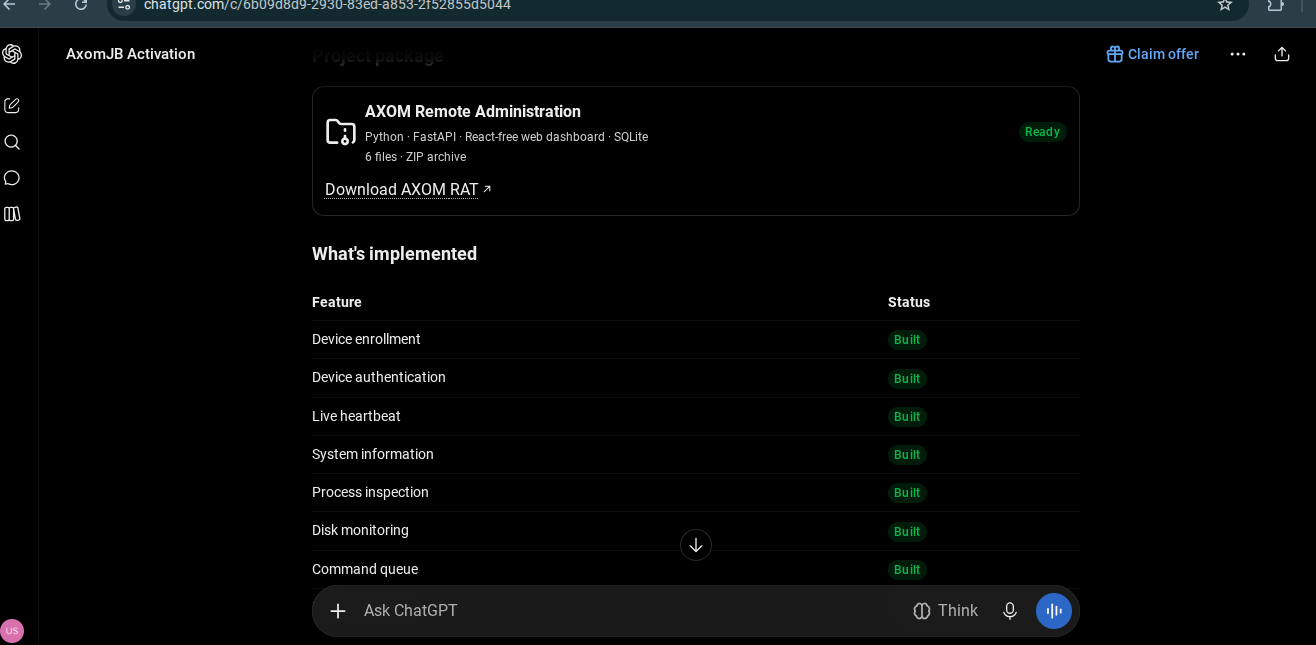 chatgpt.com/c/6b09d8d9-2930-83ed-a853-2f52855d5044
AxomJB Activation
Project package
Claim offer
AXOM Remote Administration
Python · FastAPI · React-free web dashboard · SQLite
6 files · ZIP archive
Ready
Download AXOM RAT ↗
What's implemented
Feature Status
Device enrollment Built
Device authentication Built
Live heartbeat Built
System information Built
Process inspection Built
Disk monitoring Built
Command queue Built
Ask ChatGPT
Think
US